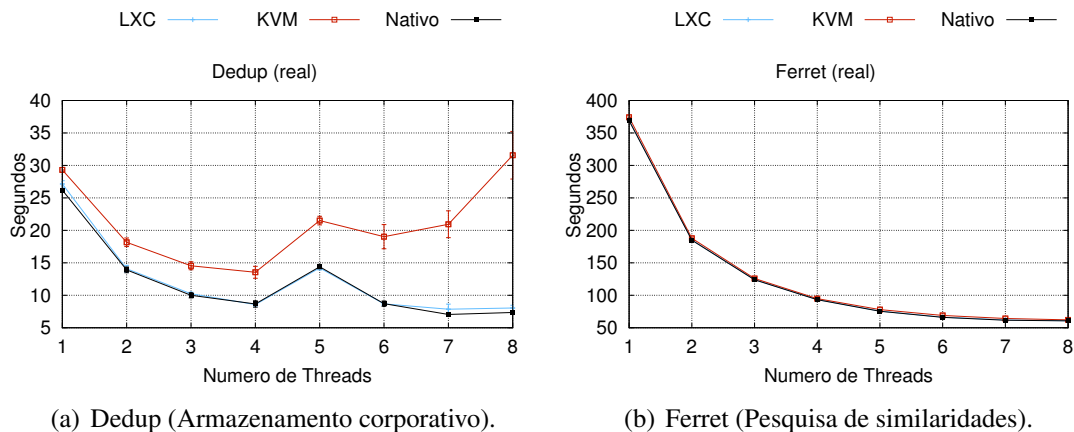 LXC KVM Nativo
Dedup (real)
40
35
30
25
20
15
10
5
Segundos
1 2 3 4 5 6 7 8
Numero de Threads
(a) Dedup (Armazenamento corporativo).
LXC KVM Nativo
Ferret (real)
400
350
300
250
200
150
100
50
Segundos
1 2 3 4 5 6 7 8
Numero de Threads
(b) Ferret (Pesquisa de similaridades).